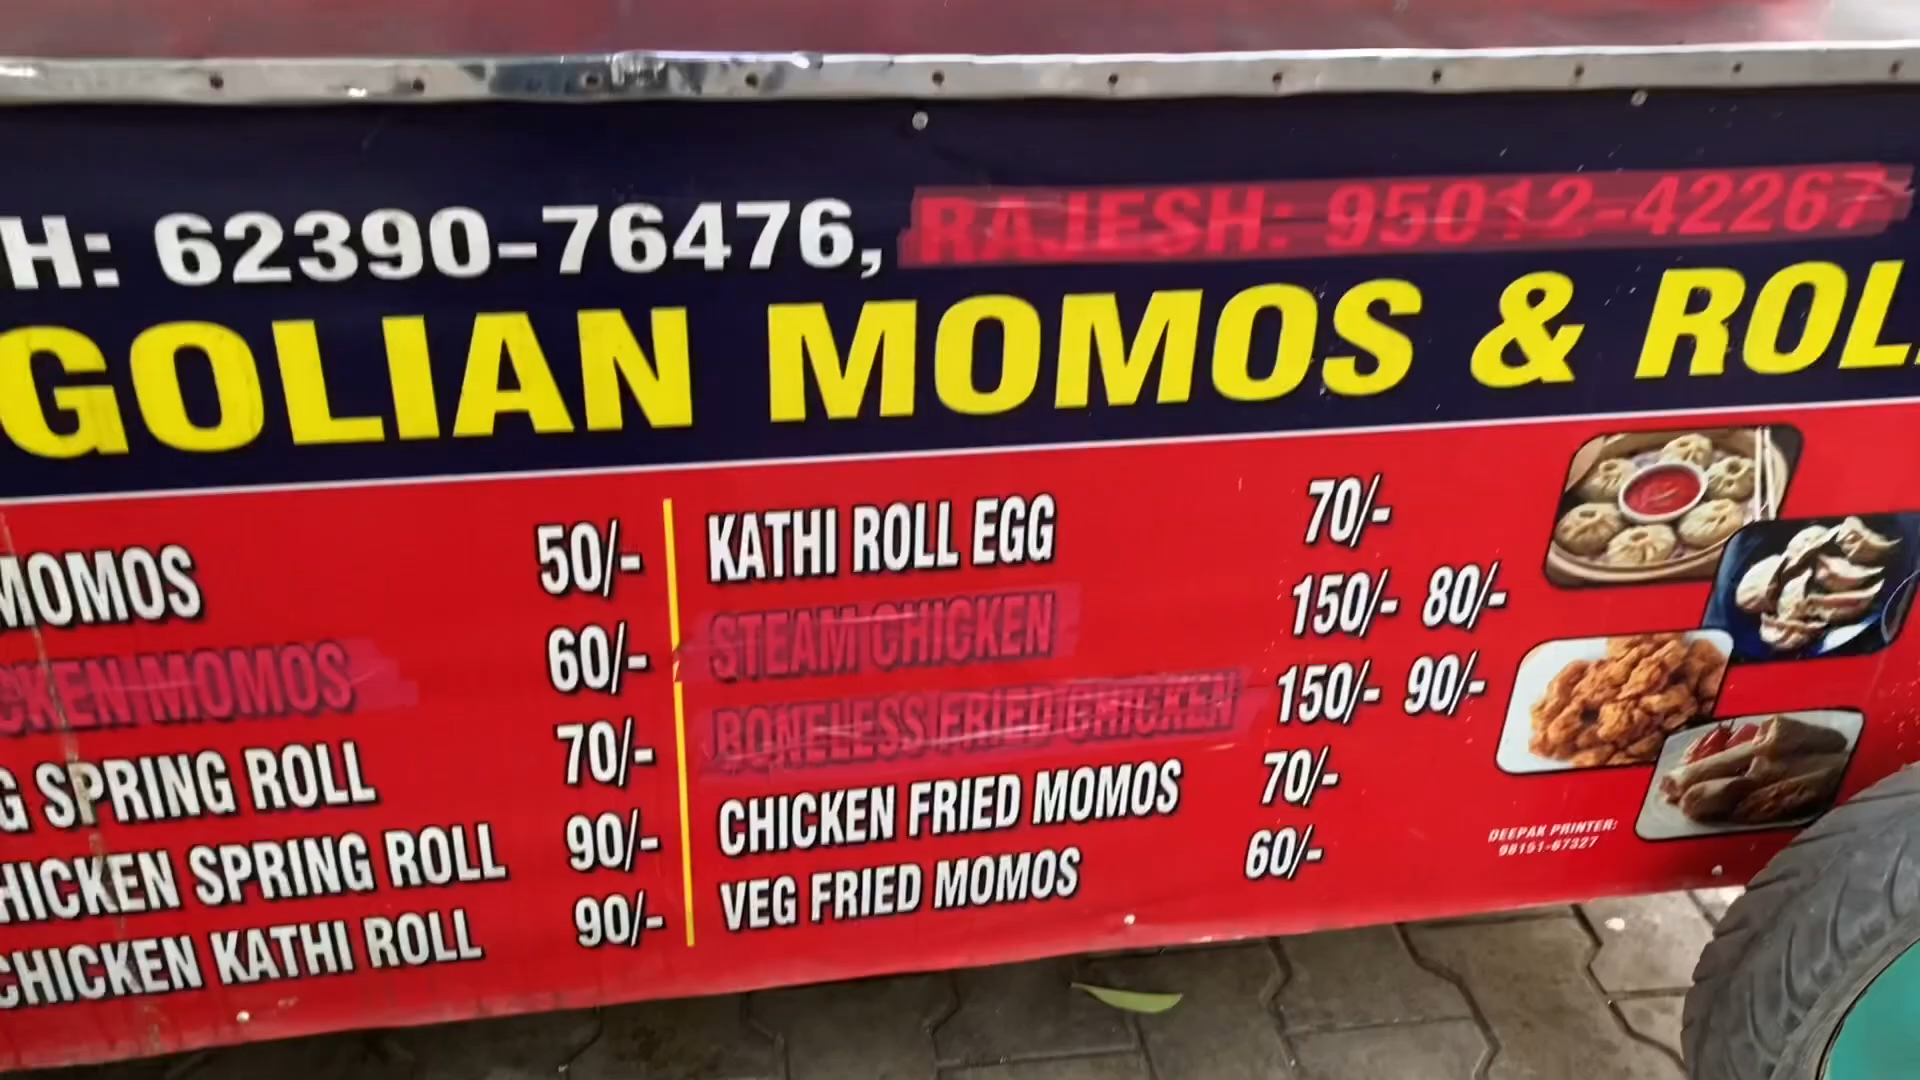 H: 62390-76476, RAJESH: 95012-42267
GOLIAN MOMOS & ROL
MOMOS 50/-
CKEN MOMOS 60/-
G SPRING ROLL 70/-
HICKEN SPRING ROLL 90/-
CHICKEN KATHI ROLL 90/-
KATHI ROLL EGG 70/-
STEAM CHICKEN 150/- 80/-
BONELESS FRIED CHICKEN 150/- 90/-
CHICKEN FRIED MOMOS 70/-
VEG FRIED MOMOS 60/-
DEEPAK PRINTER:
98151-67327